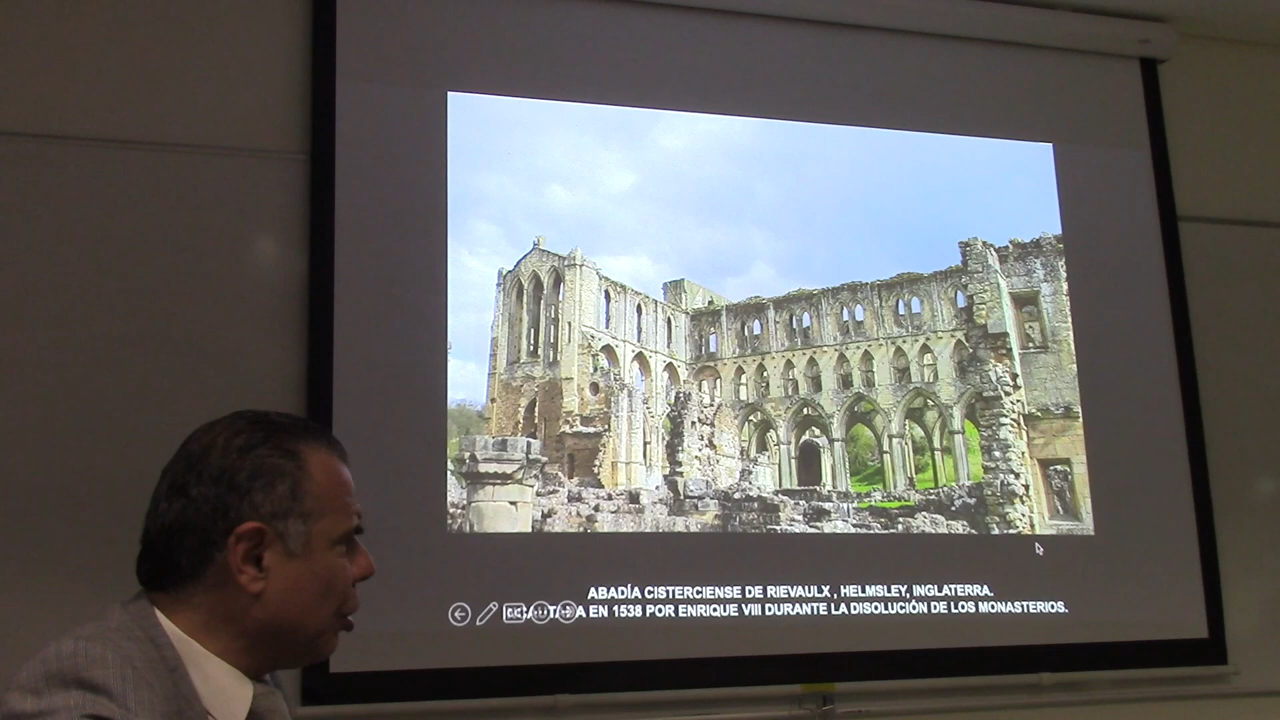 ABADÍA CISTERCIENSE DE RIEVAULX , HELMSLEY, INGLATERRA.
EN 1538 POR ENRIQUE VIII DURANTE LA DISOLUCIÓN DE LOS MONASTERIOS.